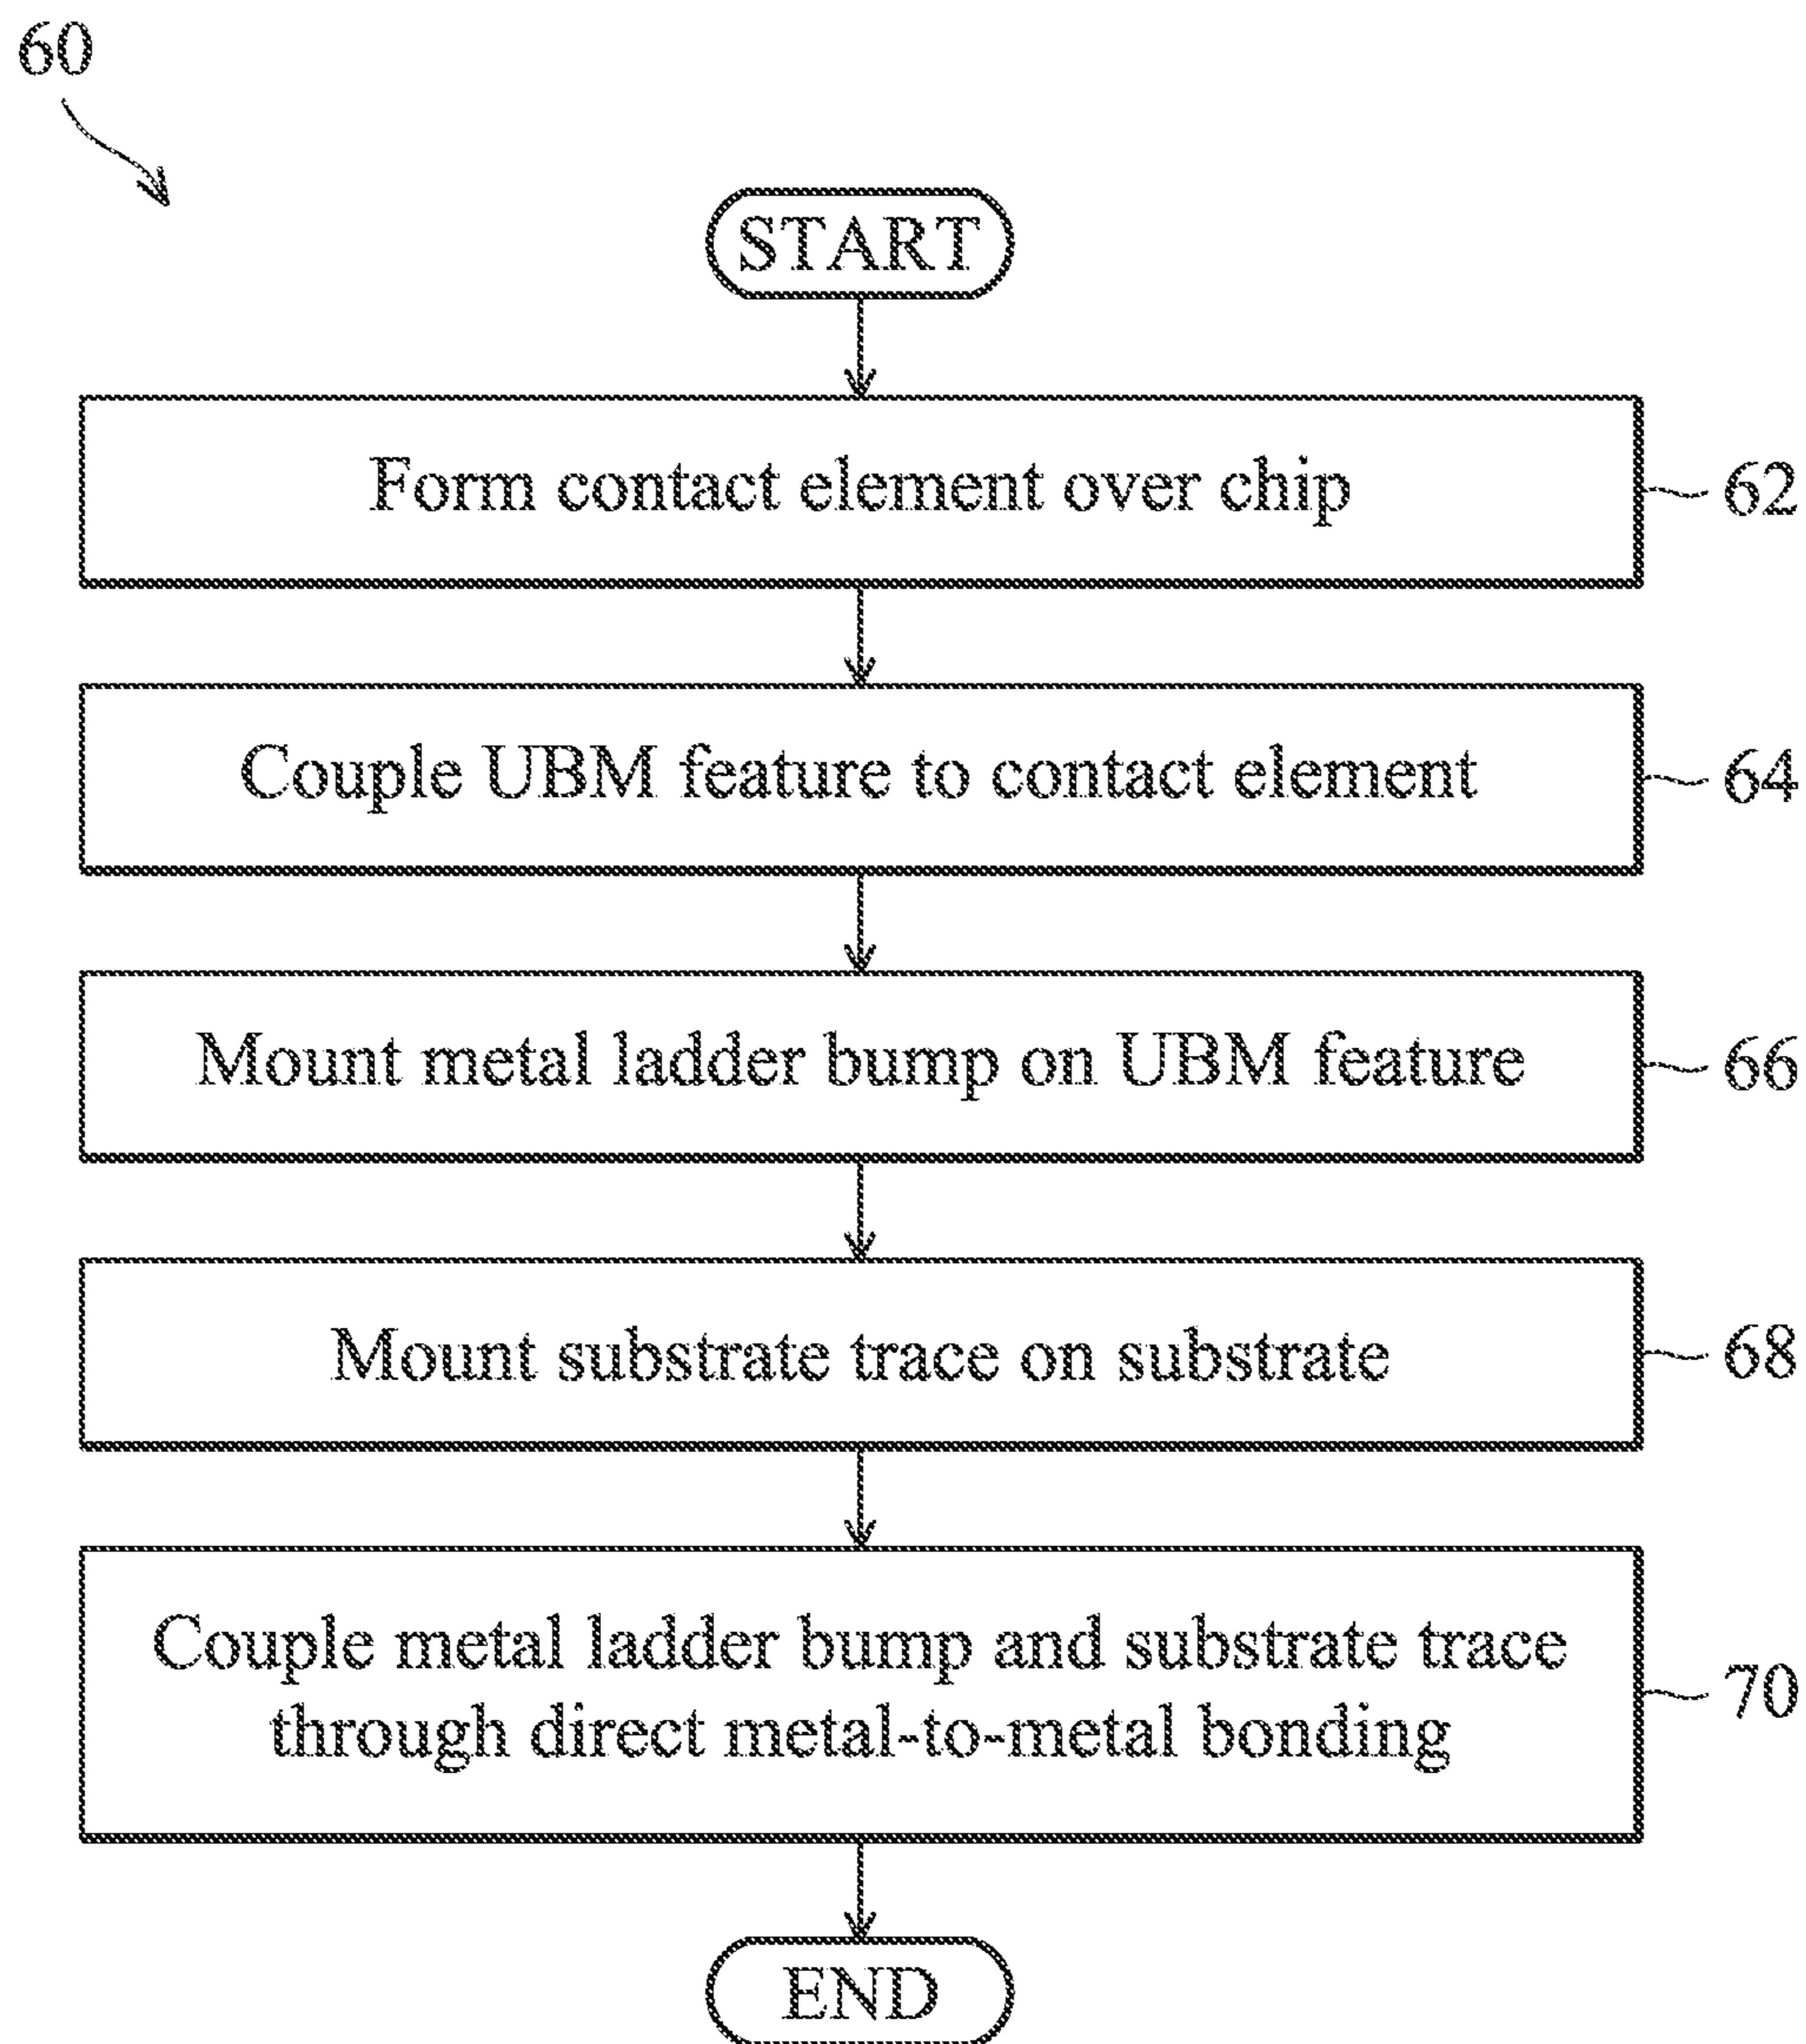 60
START
Form contact element over chip
62
Couple UBM feature to contact element
64
Mount metal ladder bump on UBM feature
66
Mount substrate trace on substrate
68
Couple metal ladder bump and substrate trace
through direct metal-to-metal bonding
70
END